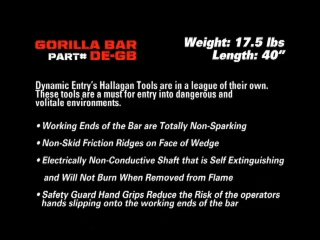 GORILLA BAR
PART# DE-GB
Weight: 17.5 lbs
Length: 40"
Dynamic Entry's Hallagan Tools are in a league of their own.
These tools are a must for entry into dangerous and
volitale environments.
• Working Ends of the Bar are Totally Non-Sparking
• Non-Skid Friction Ridges on Face of Wedge
• Electrically Non-Conductive Shaft that is Self Extinguishing
and Will Not Burn When Removed from Flame
• Safety Guard Hand Grips Reduce the Risk of the operators
hands slipping onto the working ends of the bar